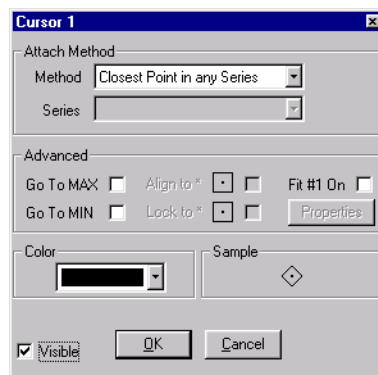 Cursor 1
Attach Method
Method Closest Point in any Series
Series
Advanced
Go To MAX Align to * Fit #1 On
Go To MIN Lock to * Properties
Color Sample
Visible OK Cancel